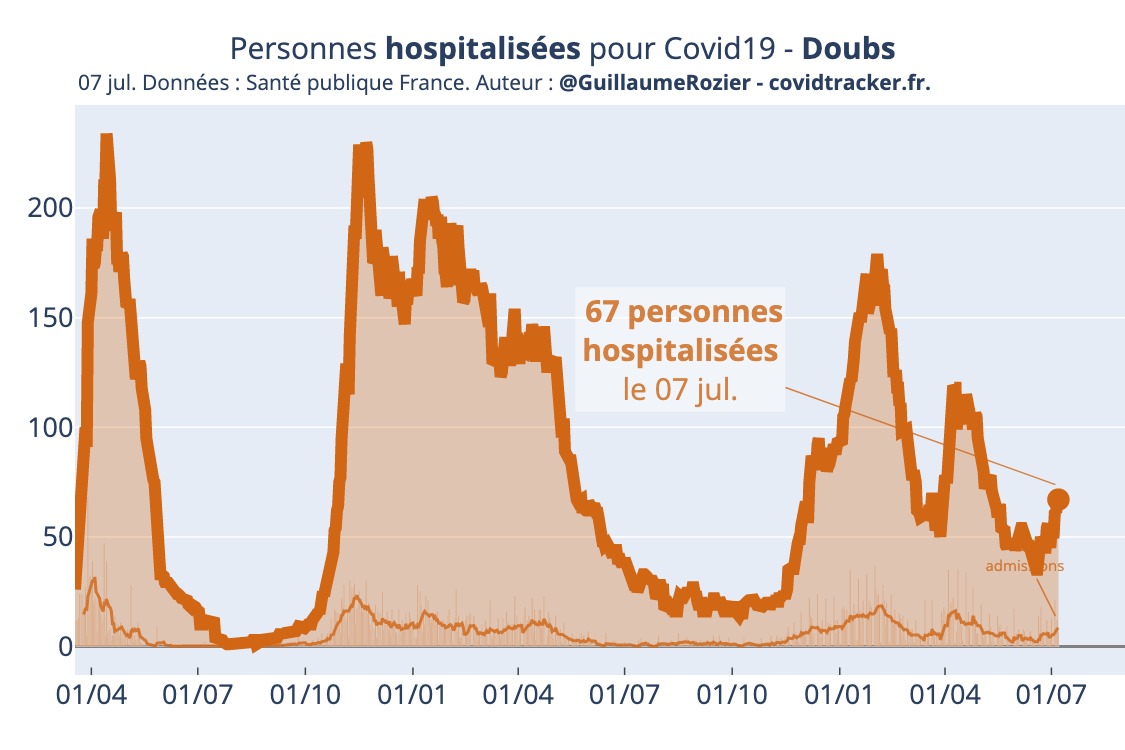 Personnes hospitalisées pour Covid19 - Doubs
07 jul. Données : Santé publique France. Auteur : @GuillaumeRozier - covidtracker.fr.
200
150
100
50
0
67 personnes
hospitalisées
le 07 jul.
admissions
01/04 01/07 01/10 01/01 01/04 01/07 01/10 01/01 01/04 01/07